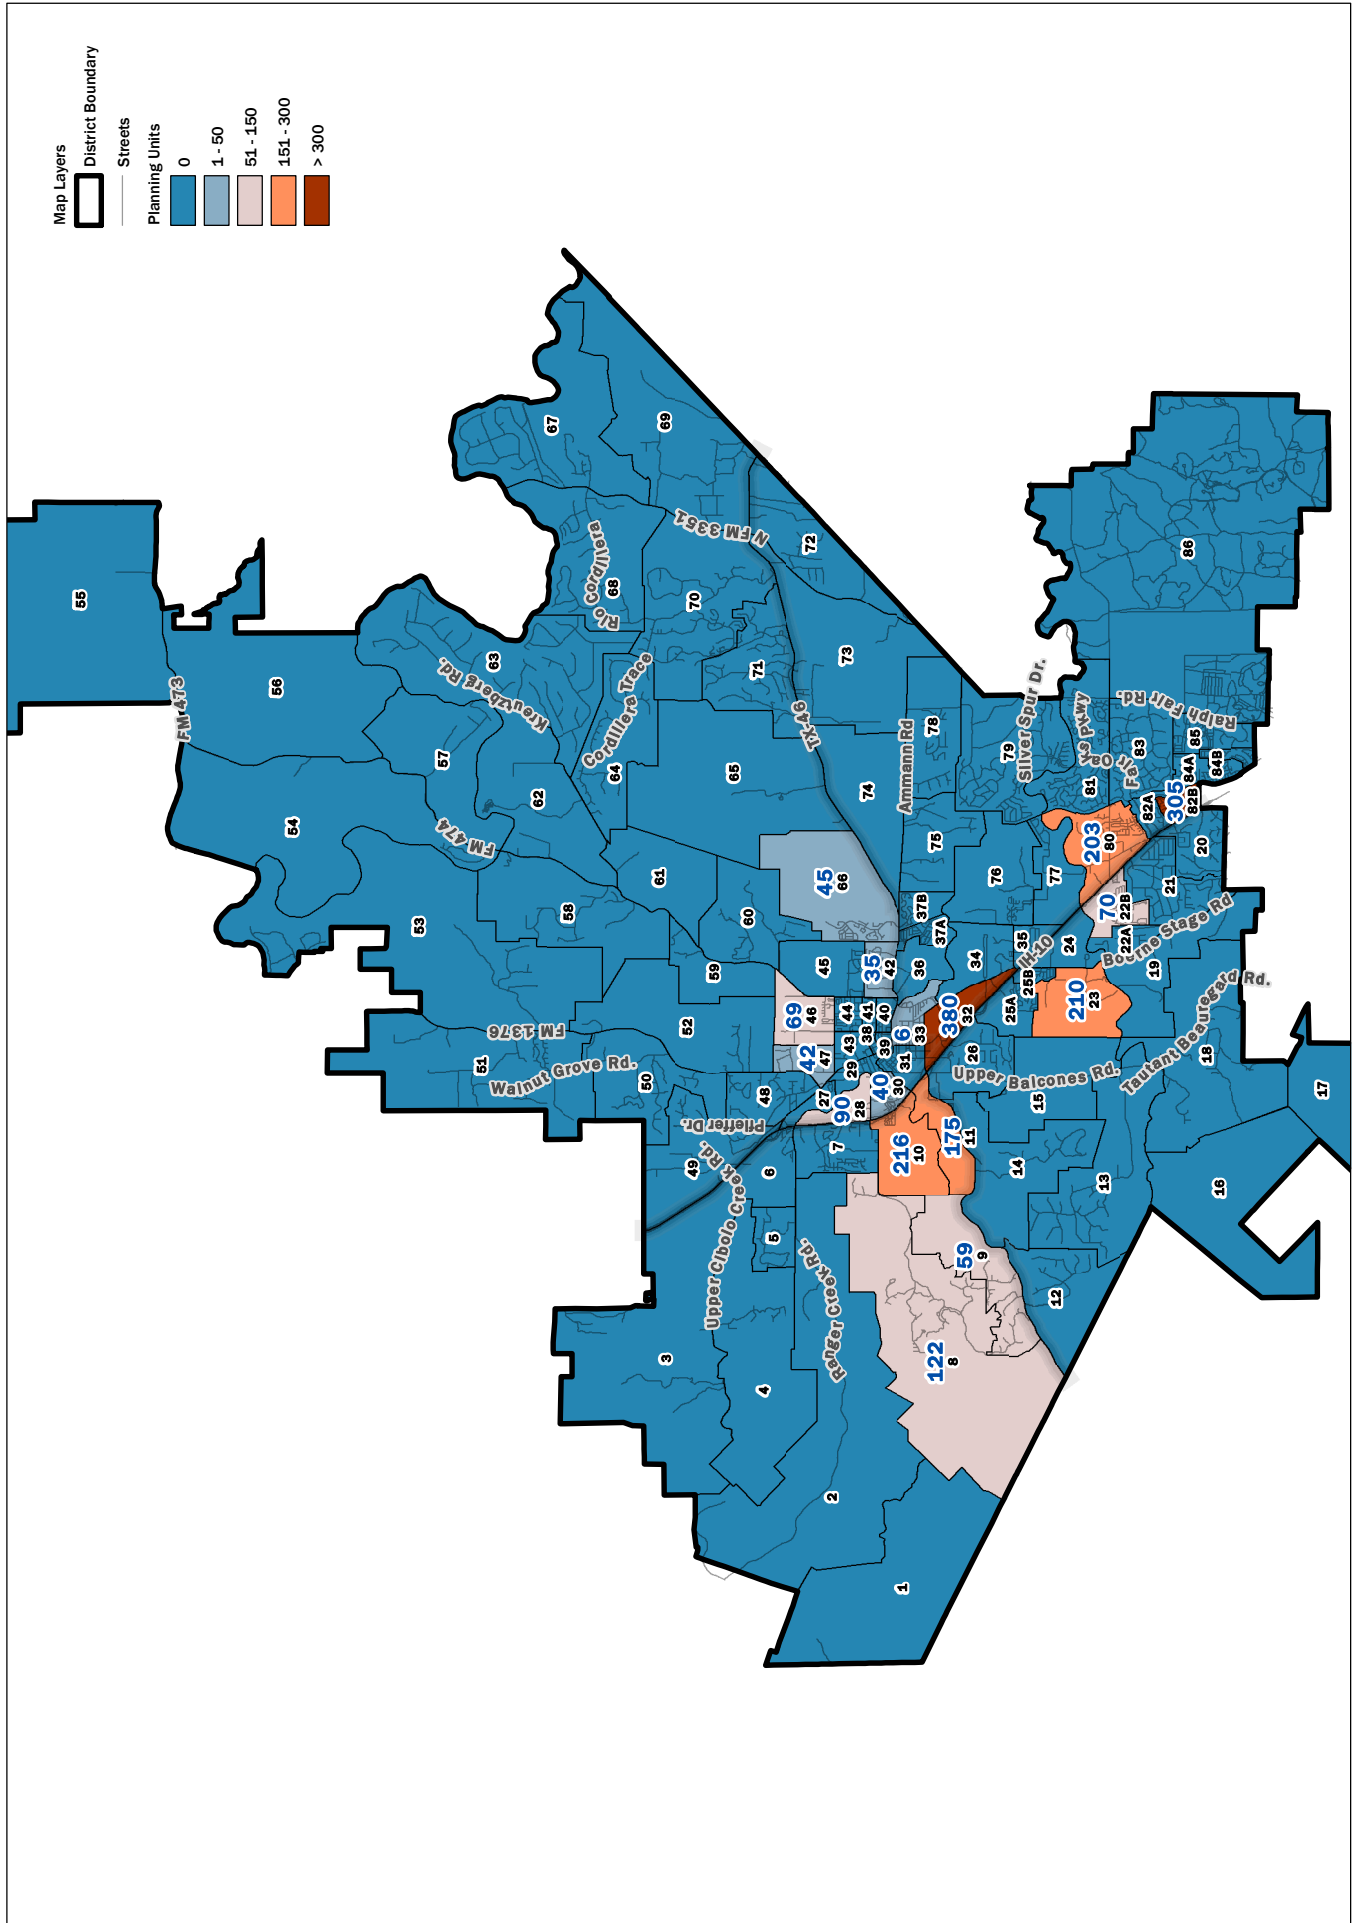 Map Layers
District Boundary
Streets
Planning Units
0
1 - 50
51 - 150
151 - 300
> 300
55
FM 473
56
54
57
63
Kreutzberg Rd.
62
FM 474
53
58
61
60
59
52
FM 1376
51
Walnut Grove Rd.
50
67
69
Rio Cordillera
68
N FM 3351
72
70
71
Cordillera Trace
64
65
TX-46
73
74
Ammann Rd
78
75
45
66
37B
37A
36
35
42
45
69
46
42
47
44
41
40
38
43
39
29
31
6
33
380
32
34
35
IH-10
25B
25A
26
24
76
77
79
Silver Spur Dr.
Fair Oaks Pkwy
81
83
Ralph Fair Rd.
85
84A
84B
82A
305
82B
86
203
80
20
21
70
22B
22A
Boerne Stage Rd
19
210
23
Tautant Beauregard Rd.
18
17
16
Upper Balcones Rd.
15
14
13
12
48
Pfieffer Dr.
27
90
28
40
30
7
216
10
175
11
49
6
Upper Cibolo Creek Rd.
5
Ranger Creek Rd.
59
9
122
8
3
4
2
1